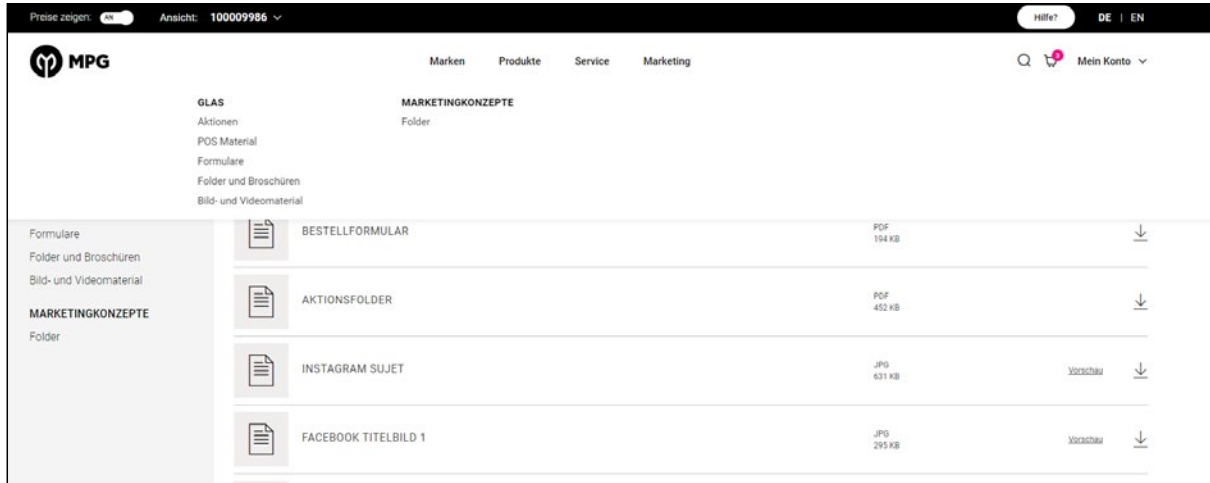 Preise zeigen: AN Ansicht: 100009986 Hilfe? DE | EN
MPG Marken Produkte Service Marketing 3 Mein Konto
GLAS MARKETINGKONZEPTE
Aktionen Folder
POS Material
Formulare
Folder und Broschüren
Bild- und Videomaterial
Formulare
Folder und Broschüren
Bild- und Videomaterial
MARKETINGKONZEPTE
Folder
BESTELLFORMULAR PDF
194 KB
AKTIONSFOLDER PDF
452 KB
INSTAGRAM SUJET JPG
631 KB Vorschau
FACEBOOK TITELBILD 1 JPG
295 KB Vorschau